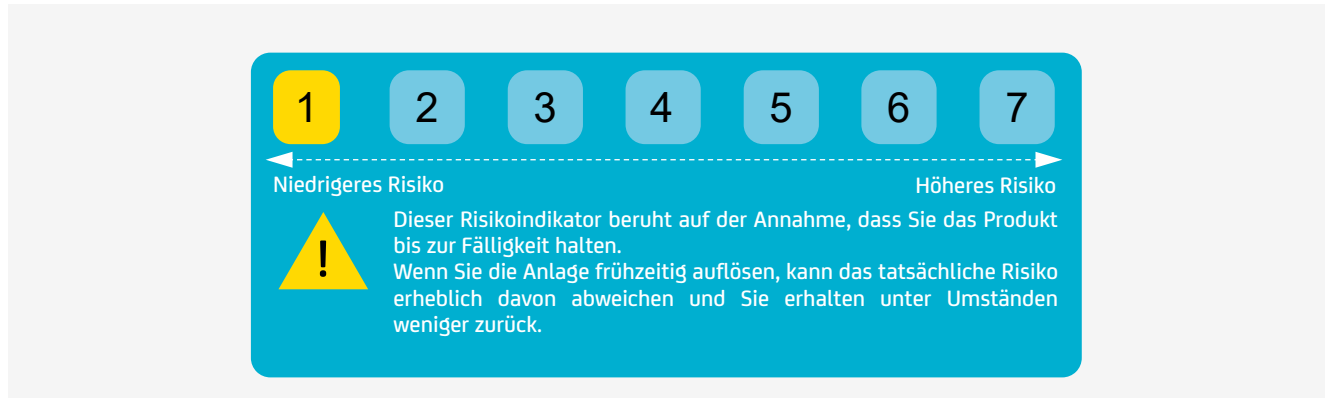 1 2 3 4 5 6 7
Niedrigeres Risiko Höheres Risiko
! Dieser Risikoindikator beruht auf der Annahme, dass Sie das Produkt
bis zur Fälligkeit halten.
Wenn Sie die Anlage frühzeitig auflösen, kann das tatsächliche Risiko
erheblich davon abweichen und Sie erhalten unter Umständen
weniger zurück.